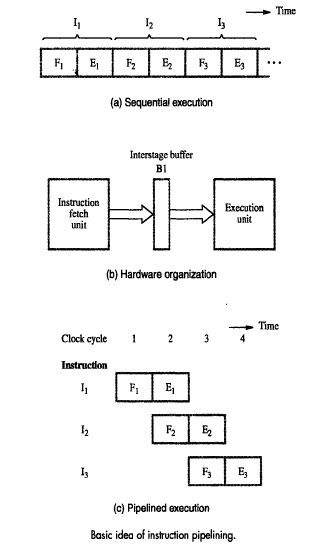 Time
I1 I2 I3
F1 E1 F2 E2 F3 E3 ...
(a) Sequential execution
Interstage buffer
B1
Instruction
fetch
unit
Execution
unit
(b) Hardware organization
Time
Clock cycle 1 2 3 4
Instruction
I1 F1 E1
I2 F2 E2
I3 F3 E3
(c) Pipelined execution
Basic idea of instruction pipelining.